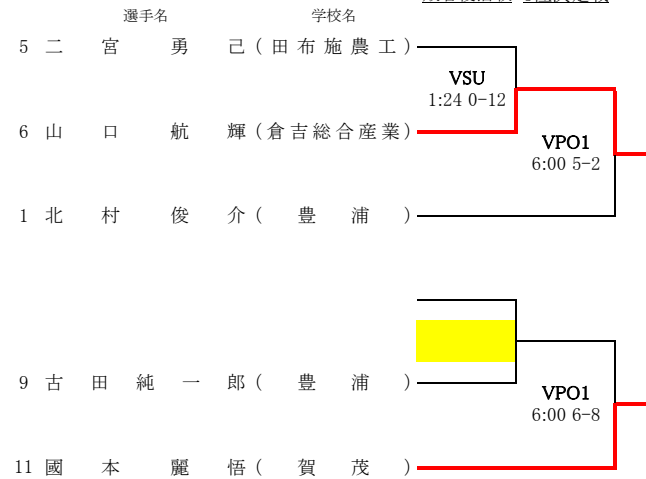 選手名 学校名
5 二宮勇己(田布施農工)
VSU
1:24 0-12
6 山口航輝(倉吉総合産業)
VPO1
6:00 5-2
1 北村俊介(豊浦)
9 古田純一郎(豊浦)
VPO1
6:00 6-8
11 國本麗悟(賀茂)